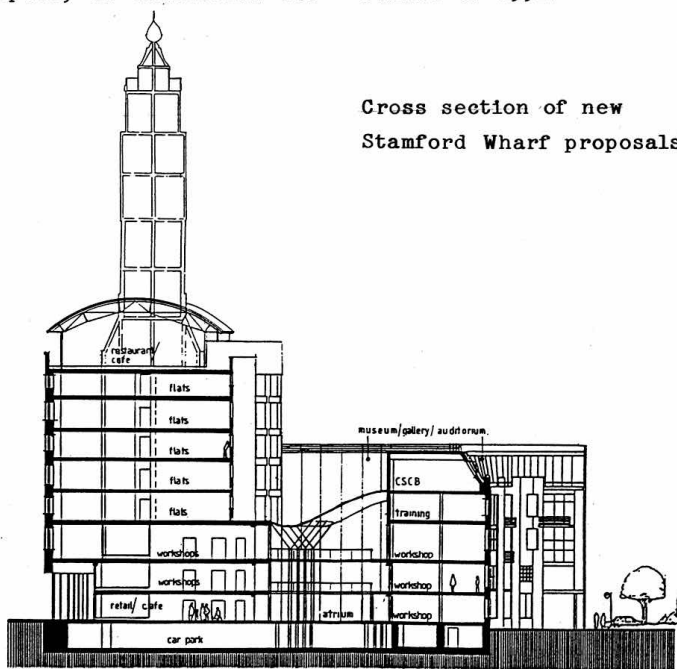 Cross section of new
Stamford Wharf proposals
restaurant
cafe
flats
flats
flats
flats
flats
museum/gallery/auditorium.
CSCB
training
workshops
workshop
workshops
workshop
retail/ cafe
atrium
workshop
car park